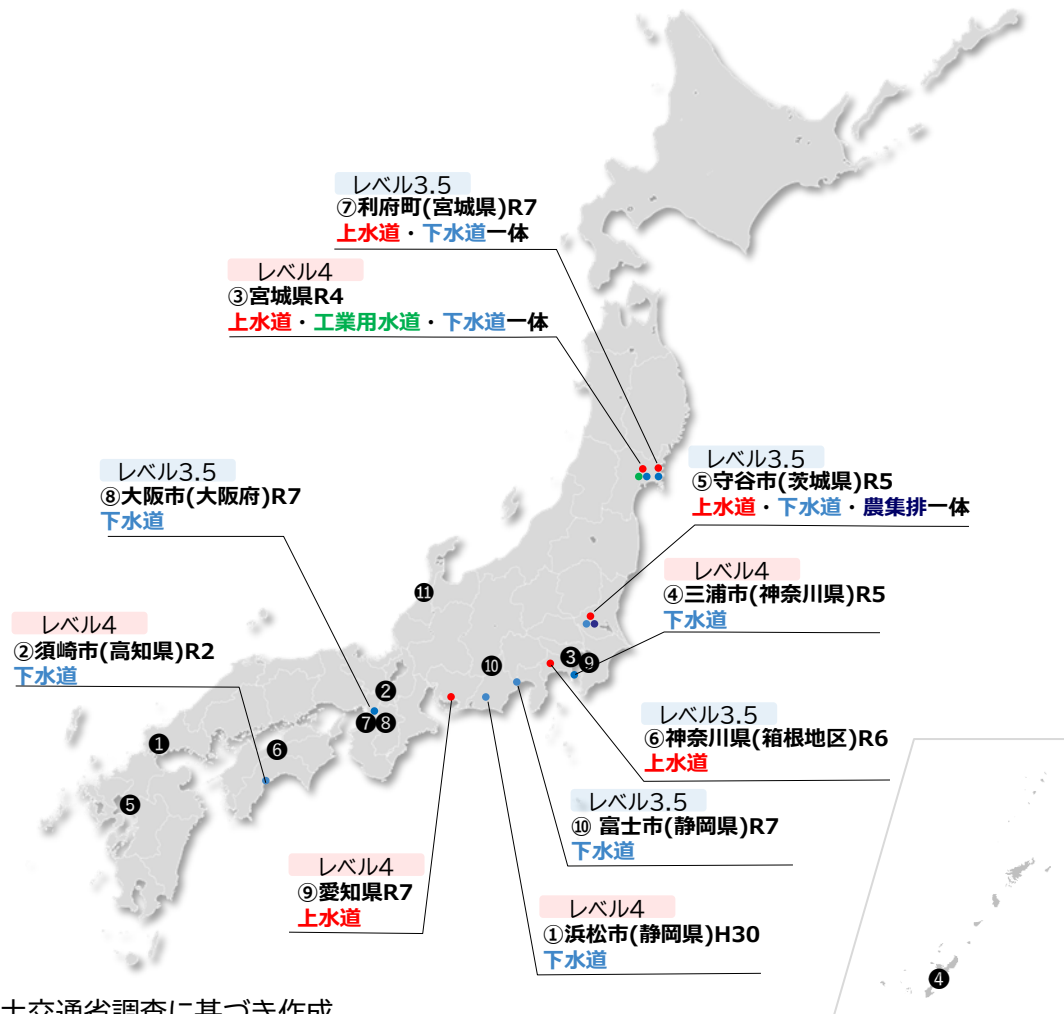 レベル3.5
⑦利府町(宮城県)R7
上水道・下水道一体
レベル4
③宮城県R4
上水道・工業用水道・下水道一体
レベル3.5
⑤守谷市(茨城県)R5
上水道・下水道・農集排一体
レベル3.5
⑧大阪市(大阪府)R7
下水道
レベル4
④三浦市(神奈川県)R5
下水道
レベル4
②須崎市(高知県)R2
下水道
⓫
❿
❸
❾
❷
❼
❽
❻
❶
❺
レベル3.5
⑥神奈川県(箱根地区)R6
上水道
レベル3.5
⑩ 富士市(静岡県)R7
下水道
レベル4
⑨愛知県R7
上水道
レベル4
①浜松市(静岡県)H30
下水道
❹
土交通省調査に基づき作成